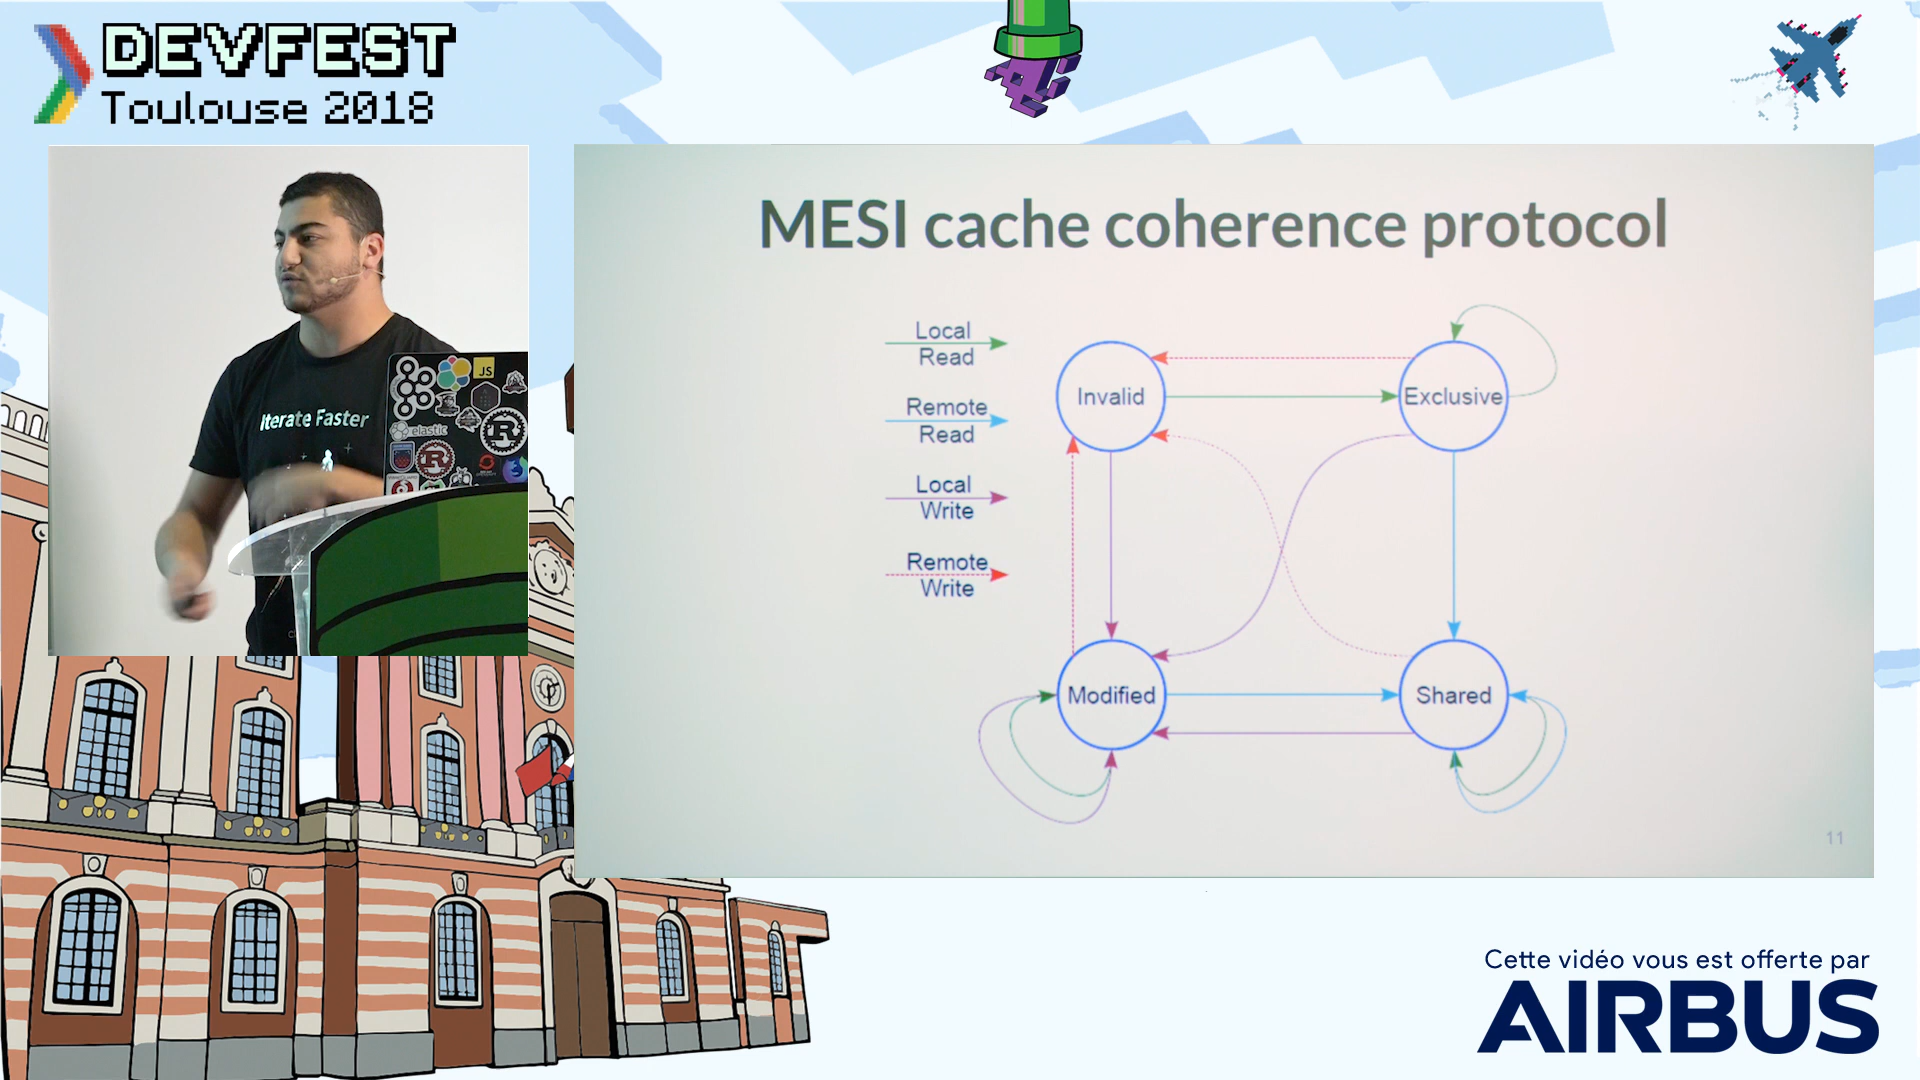 DEVFEST
Toulouse 2018
Iterate Faster
JS
elastic
R
R
MESI cache coherence protocol
Local
Read
Remote
Read
Local
Write
Remote
Write
Invalid
Exclusive
Modified
Shared
11
Cette vidéo vous est offerte par
AIRBUS